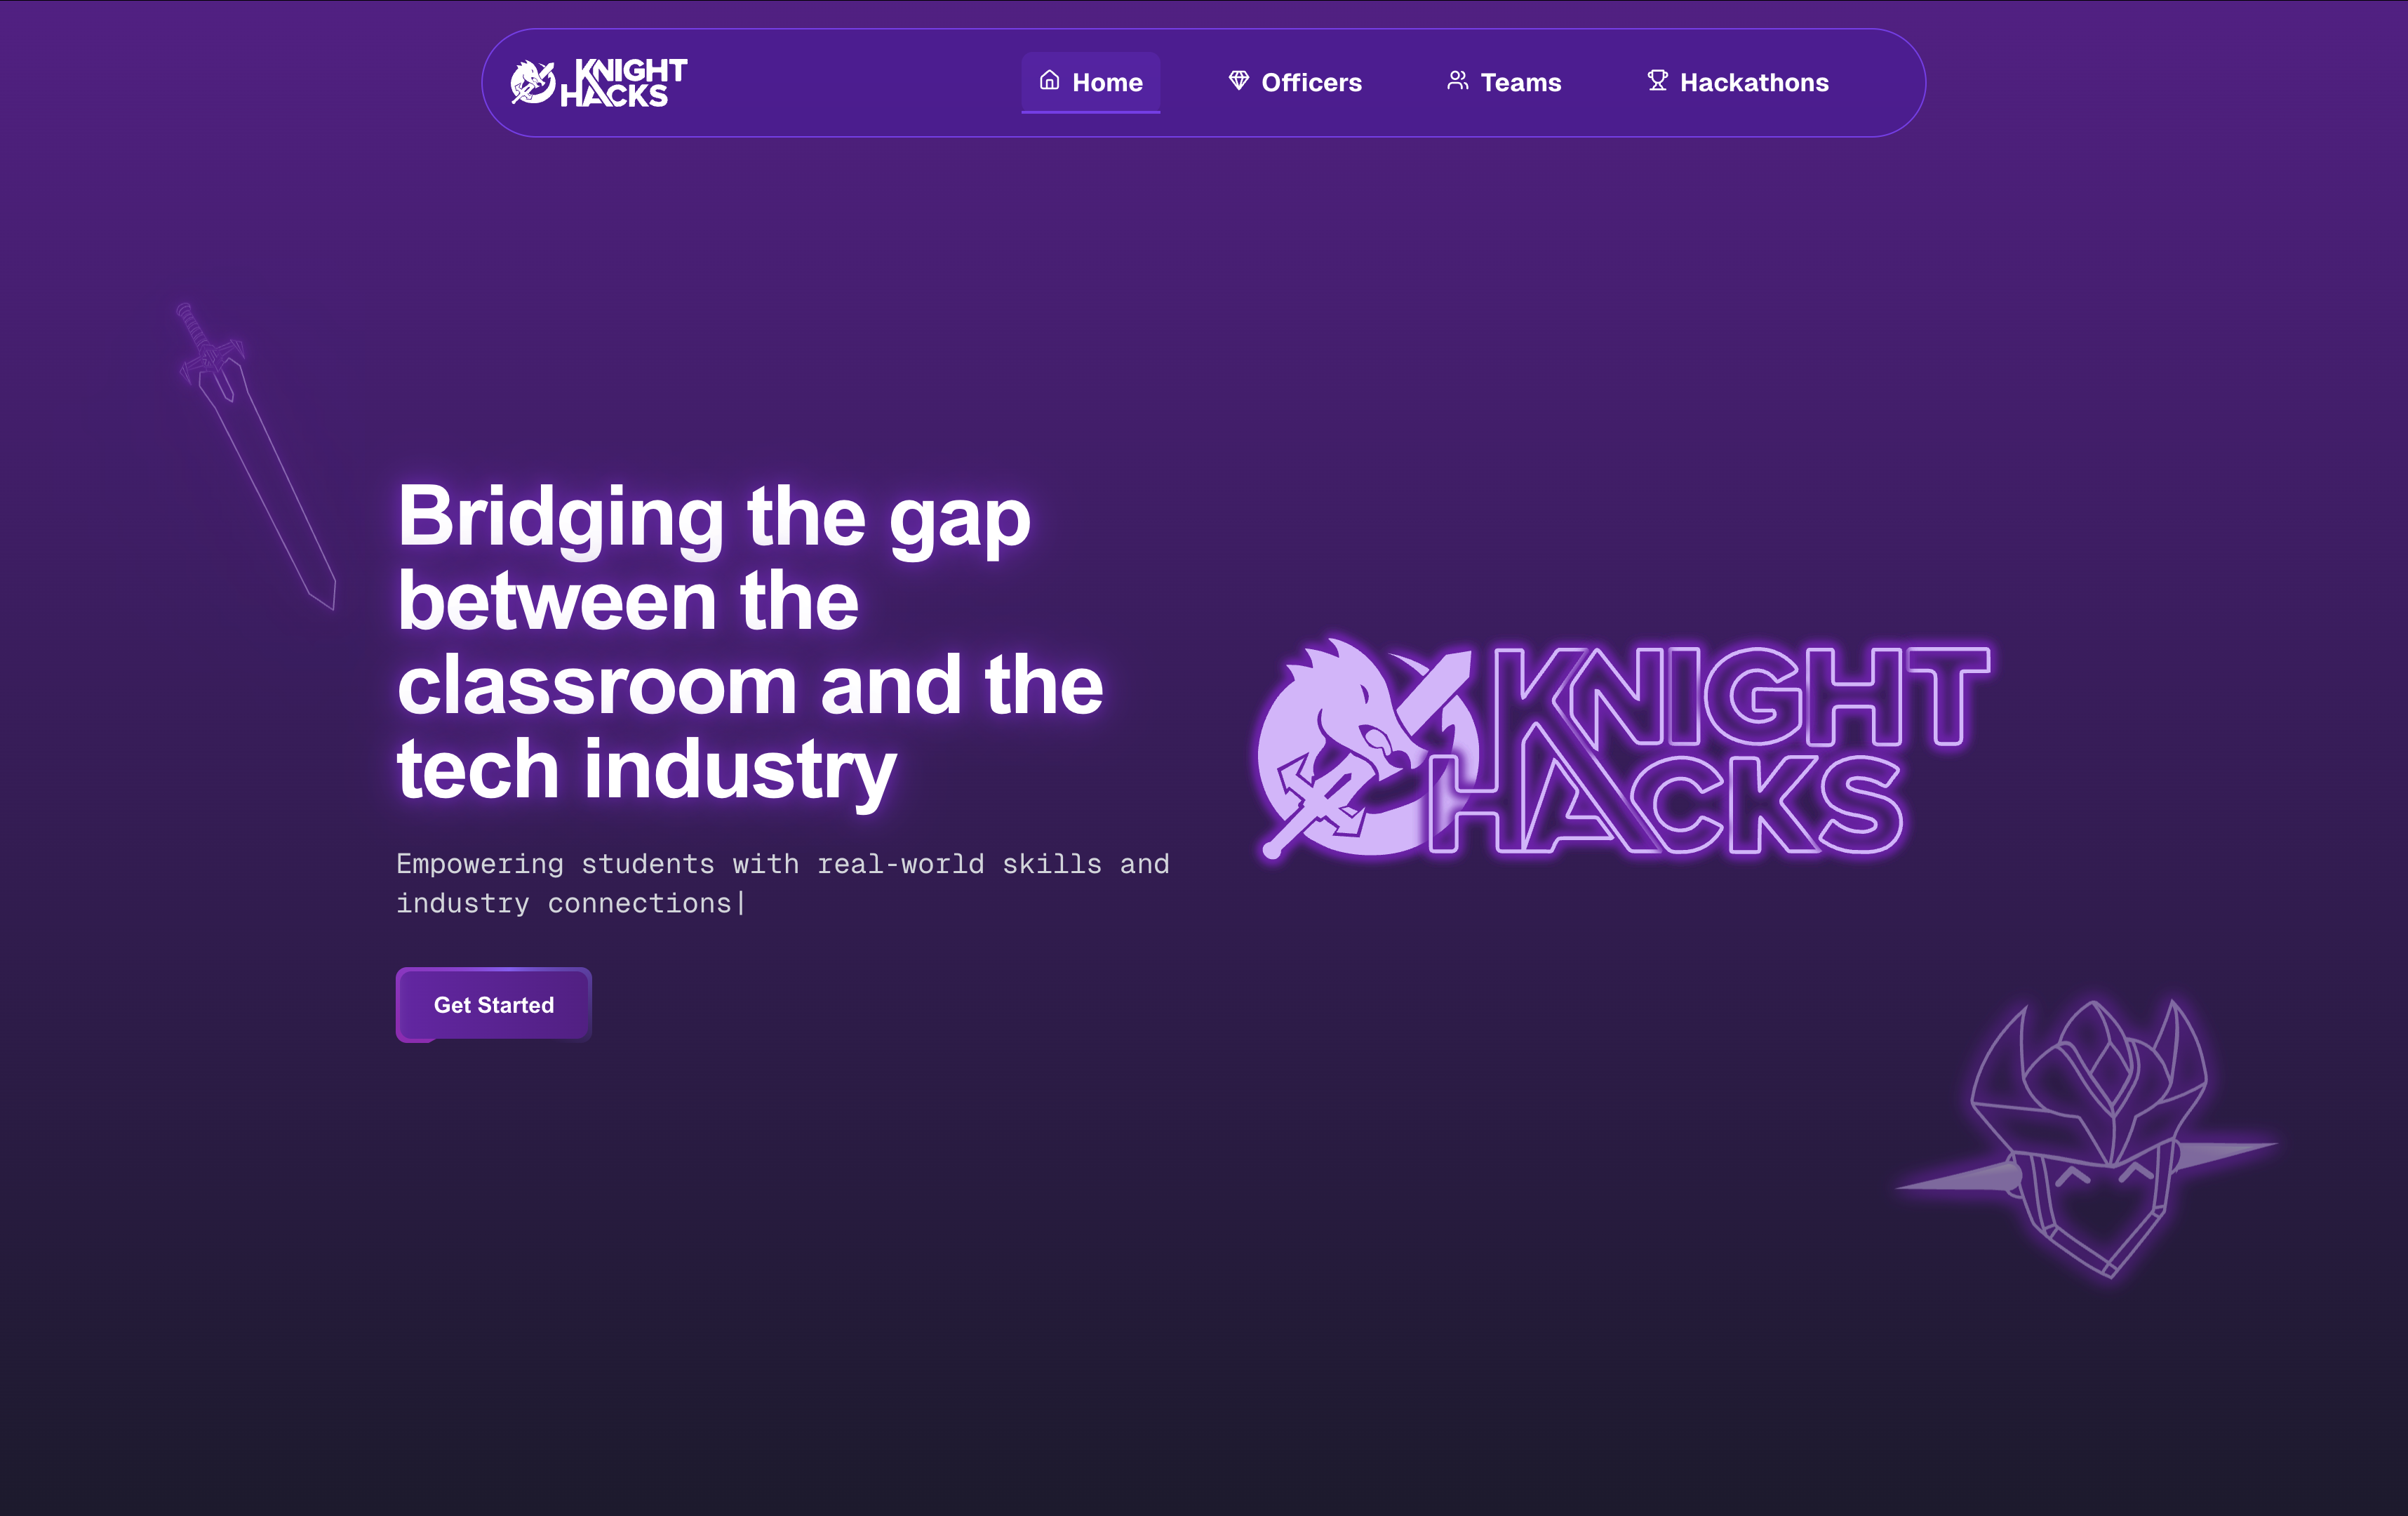 KNIGHT
HACKS
Home
Officers
Teams
Hackathons
Bridging the gap
between the
classroom and the
tech industry
Empowering students with real-world skills and
industry connections|
Get Started
KNIGHT
HACKS